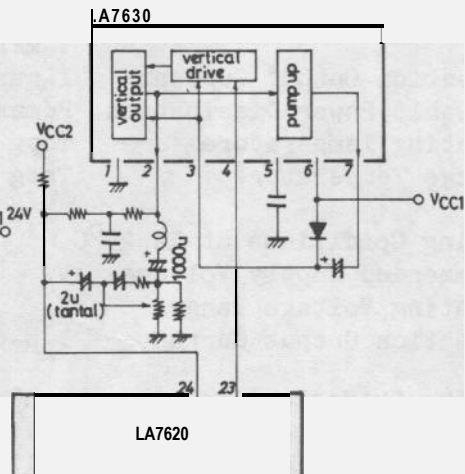 .A7630
vertical
drive
vertical
output
pump up
VCC2
1 2 3 4 5 6 7
24V
VCC1
1000u
2u
(tantal)
24 23
LA7620